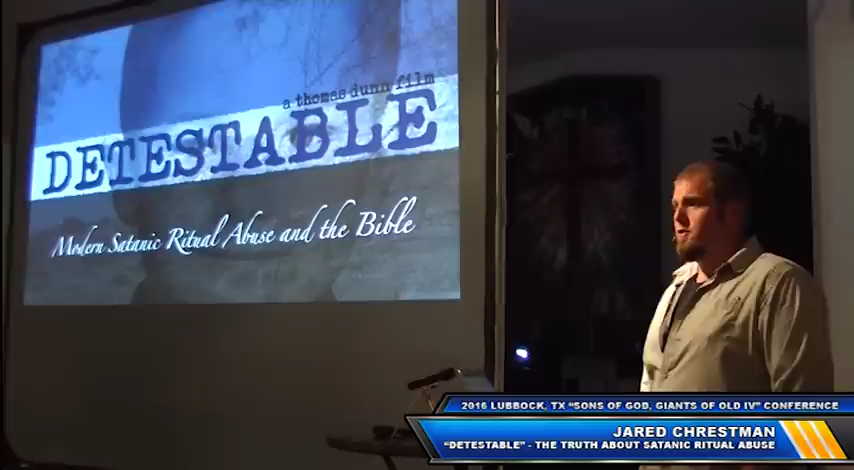 a thomas dunn film
DETESTABLE
Modern Satanic Ritual Abuse and the Bible
2016 LUBBOCK, TX "SONS OF GOD, GIANTS OF OLD IV" CONFERENCE
JARED CHRESTMAN
"DETESTABLE" - THE TRUTH ABOUT SATANIC RITUAL ABUSE